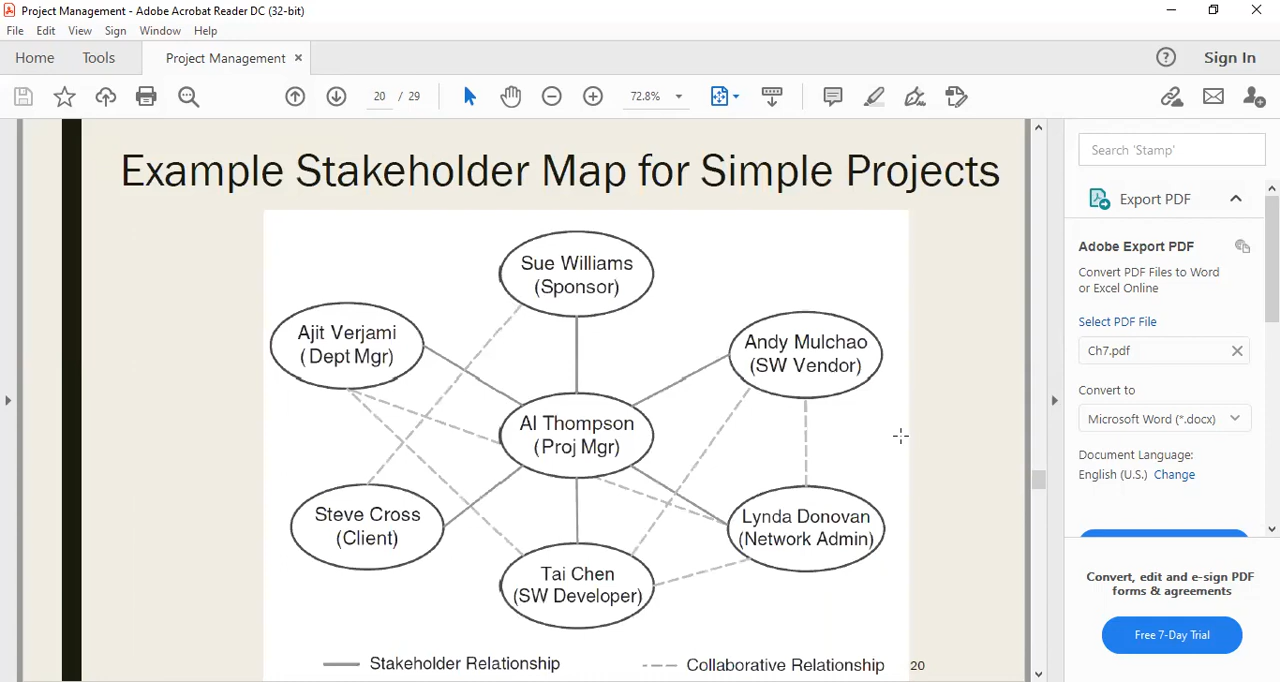 Project Management - Adobe Acrobat Reader DC (32-bit)
File Edit View Sign Window Help
Home Tools Project Management × Sign In
20 / 29 72.8%
Example Stakeholder Map for Simple Projects
Sue Williams
(Sponsor)
Ajit Verjami
(Dept Mgr)
Andy Mulchao
(SW Vendor)
Al Thompson
(Proj Mgr)
Steve Cross
(Client)
Lynda Donovan
(Network Admin)
Tai Chen
(SW Developer)
Stakeholder Relationship Collaborative Relationship 20
Search 'Stamp'
Export PDF
Adobe Export PDF
Convert PDF Files to Word
or Excel Online
Select PDF File
Ch7.pdf
Convert to
Microsoft Word (*.docx)
Document Language:
English (U.S.) Change
Convert, edit and e-sign PDF
forms & agreements
Free 7-Day Trial